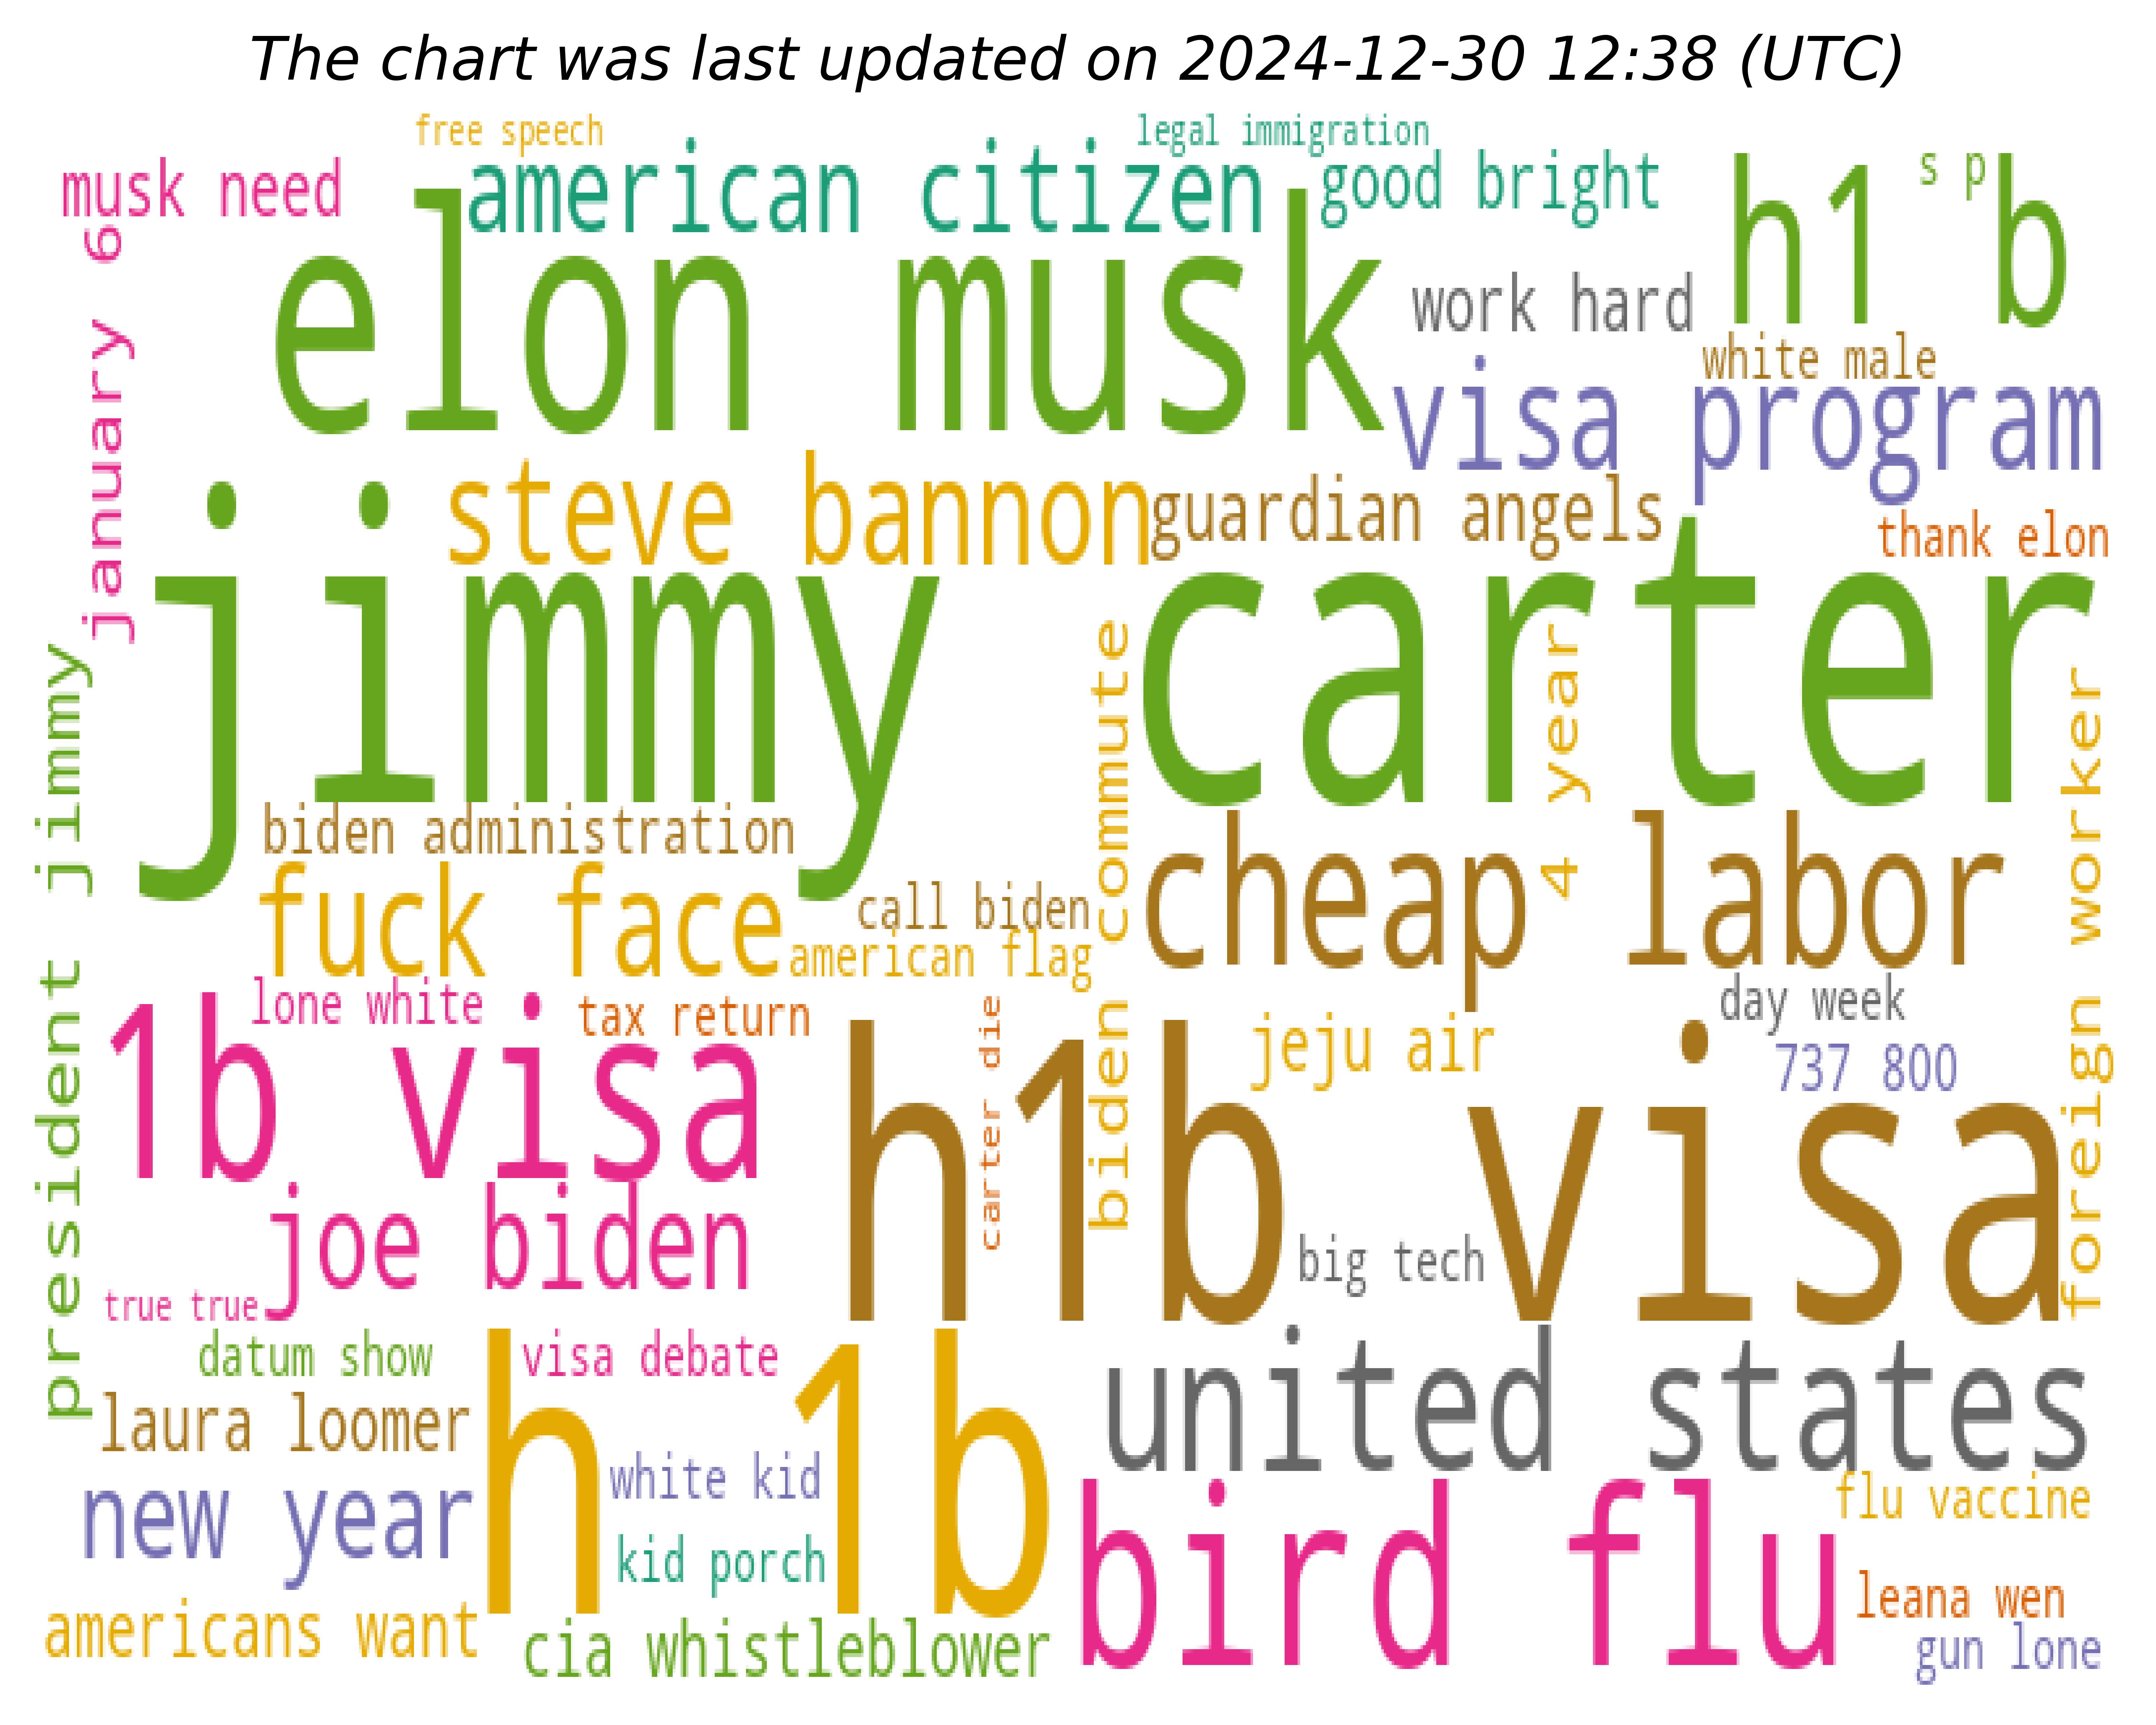 The chart was last updated on 2024-12-30 12:38 (UTC)
free speech
legal immigration
musk need
american citizen
good bright
h1 b
s p
january 6
elon musk
work hard
white male
visa program
steve bannon
guardian angels
thank elon
jimmy carter
president jimmy
biden commute
4 year
foreign worker
biden administration
cheap labor
fuck face
call biden
american flag
lone white
tax return
1b visa
carter die
day week
jeju air
737 800
h1b visa
joe biden
big tech
true true
datum show
visa debate
united states
laura loomer
h 1b
white kid
new year
flu vaccine
kid porch
bird flu
leana wen
americans want
cia whistleblower
gun lone